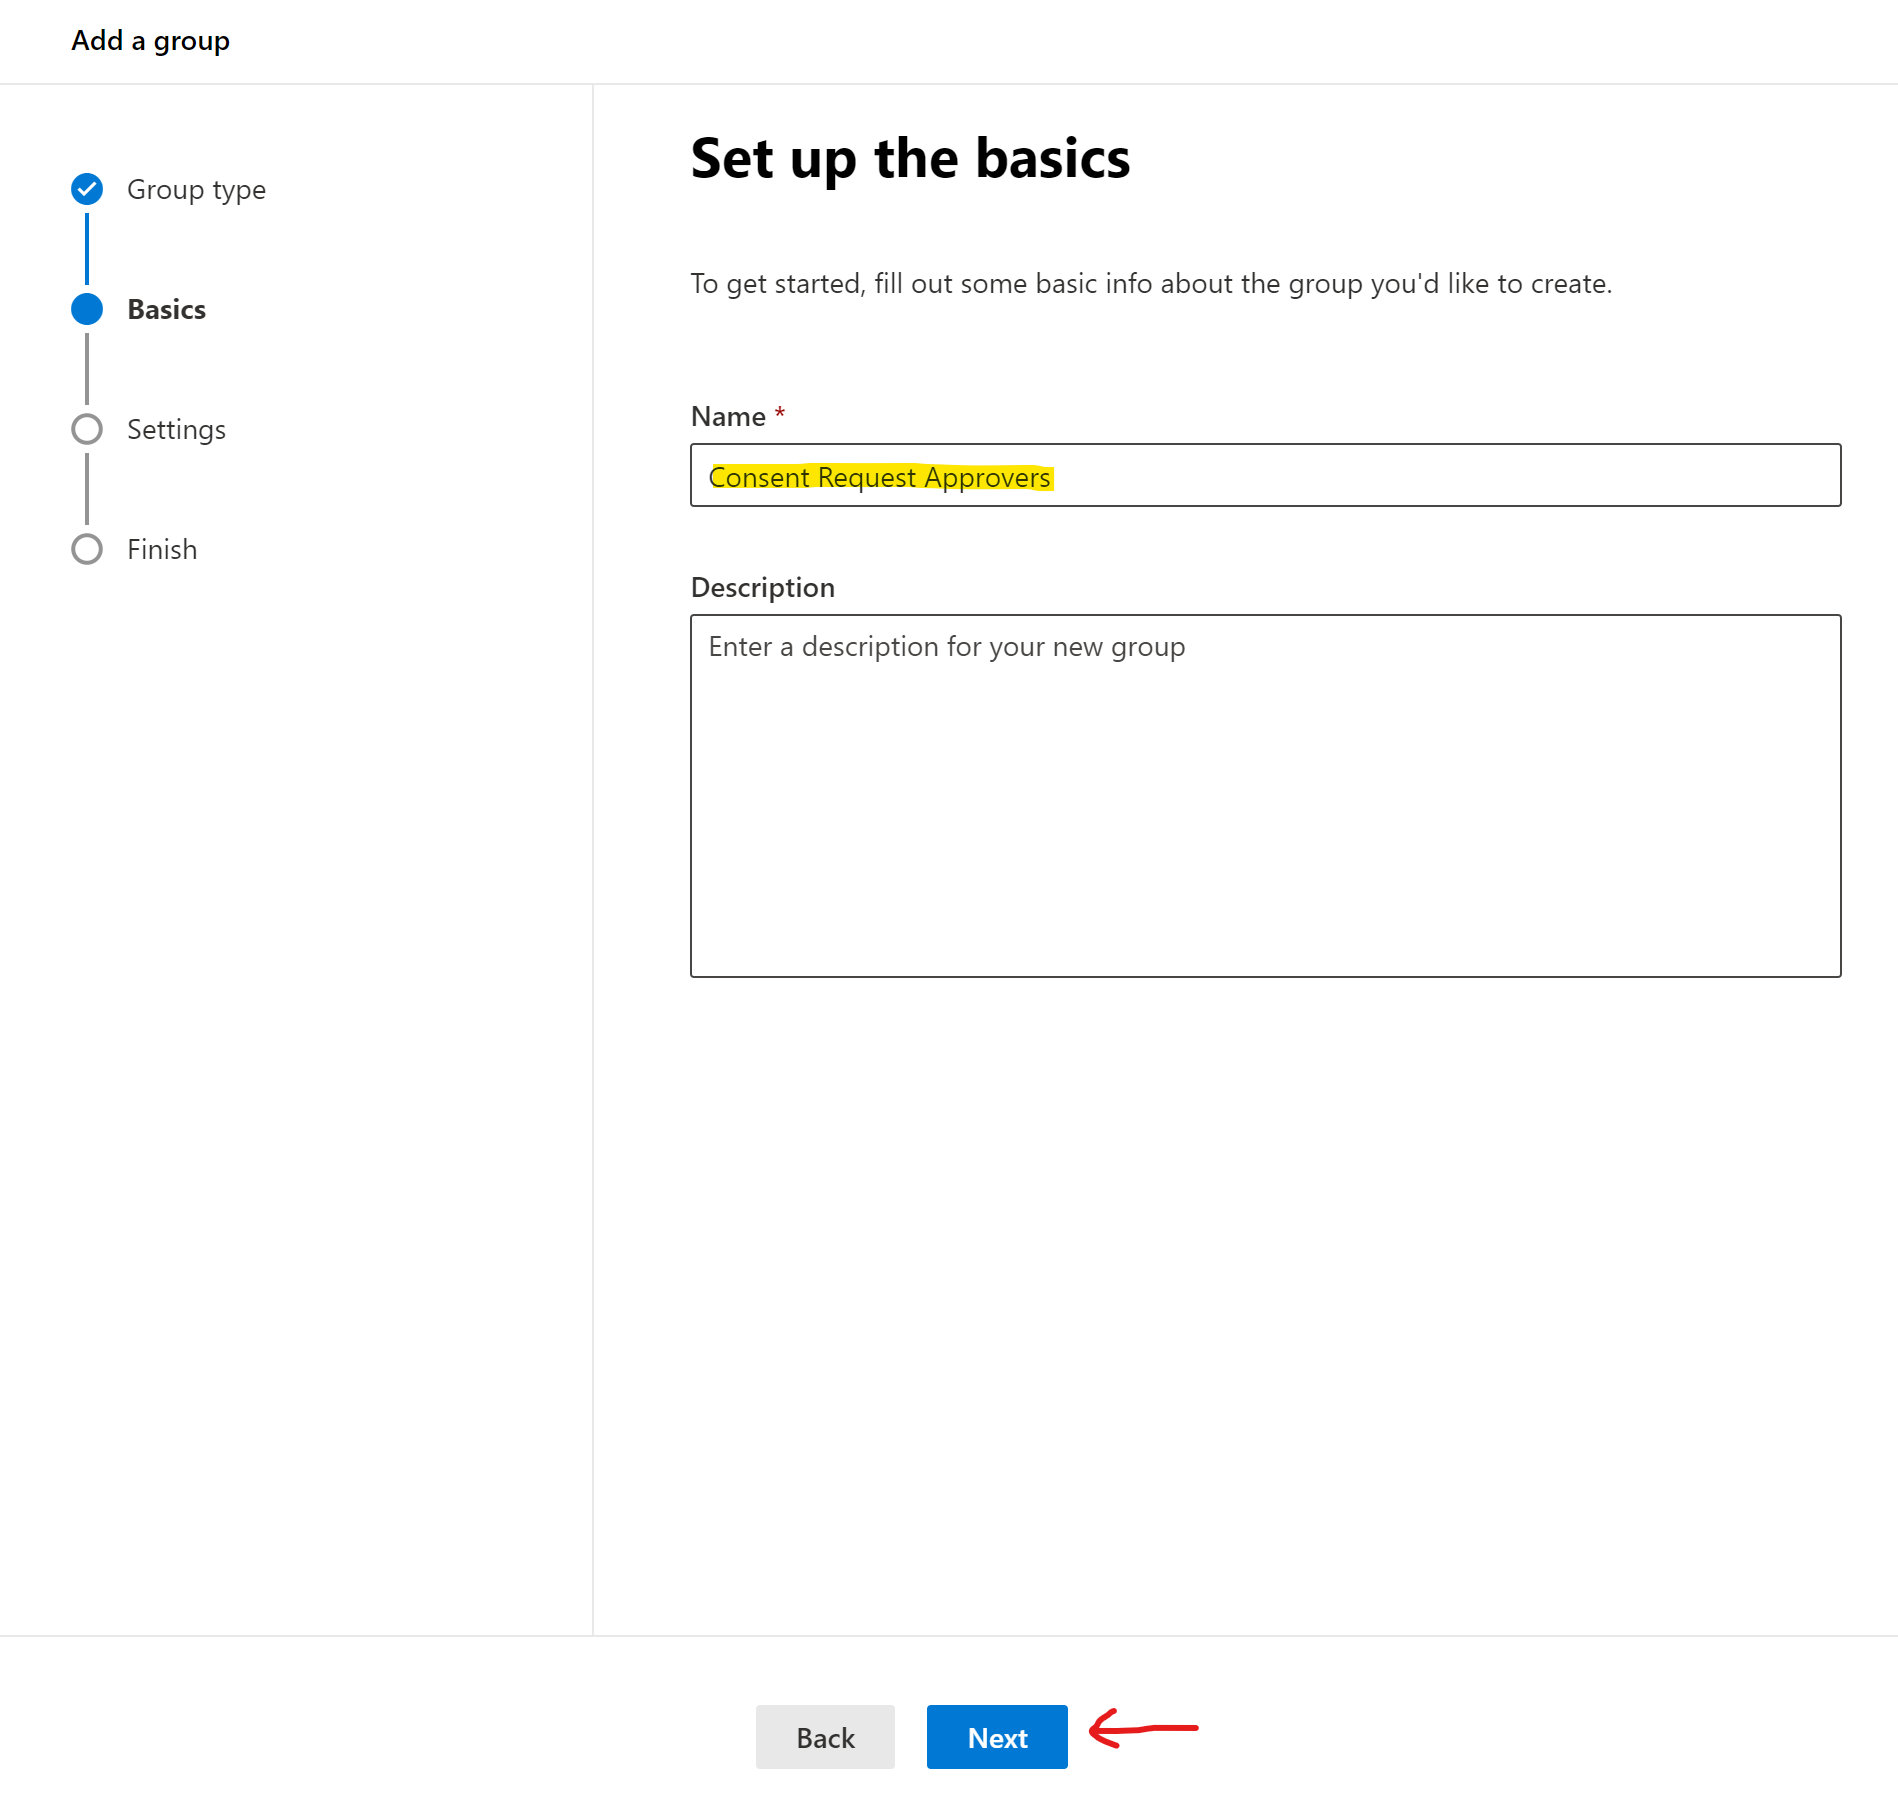 Add a group
Group type
Basics
Settings
Finish
Set up the basics
To get started, fill out some basic info about the group you'd like to create.
Name *
Consent Request Approvers
Description
Enter a description for your new group
Back
Next